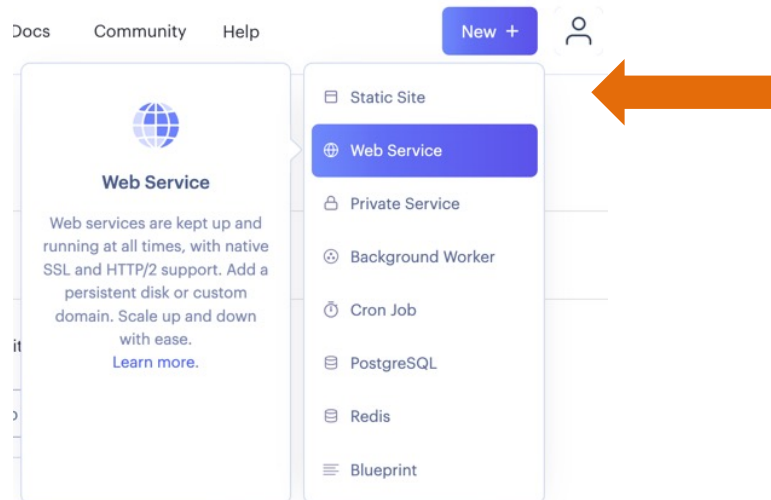 Docs Community Help New +
Web Service
Web services are kept up and
running at all times, with native
SSL and HTTP/2 support. Add a
persistent disk or custom
domain. Scale up and down
with ease.
Learn more.
Static Site
Web Service
Private Service
Background Worker
Cron Job
PostgreSQL
Redis
Blueprint